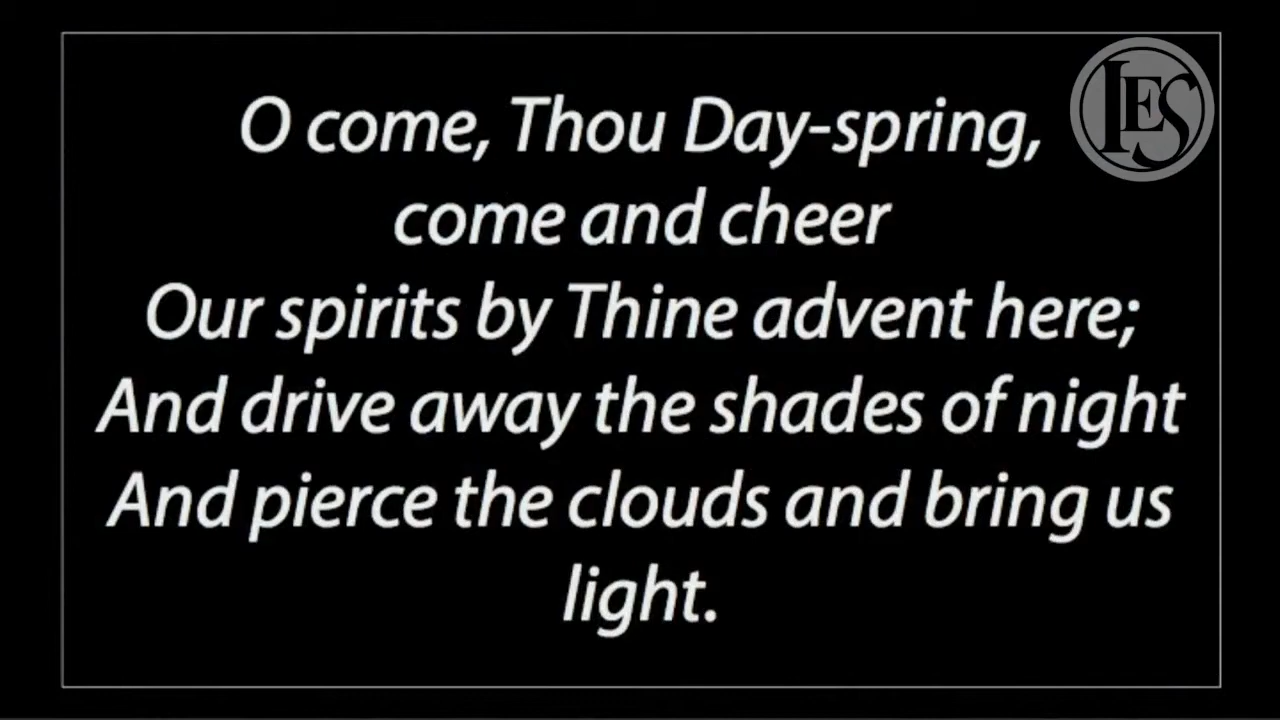 O come, Thou Day-spring,
come and cheer
Our spirits by Thine advent here;
And drive away the shades of night
And pierce the clouds and bring us
light.
LES